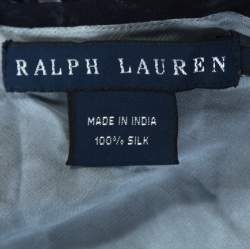 RALPH LAUREN
MADE IN INDIA
100% SILK